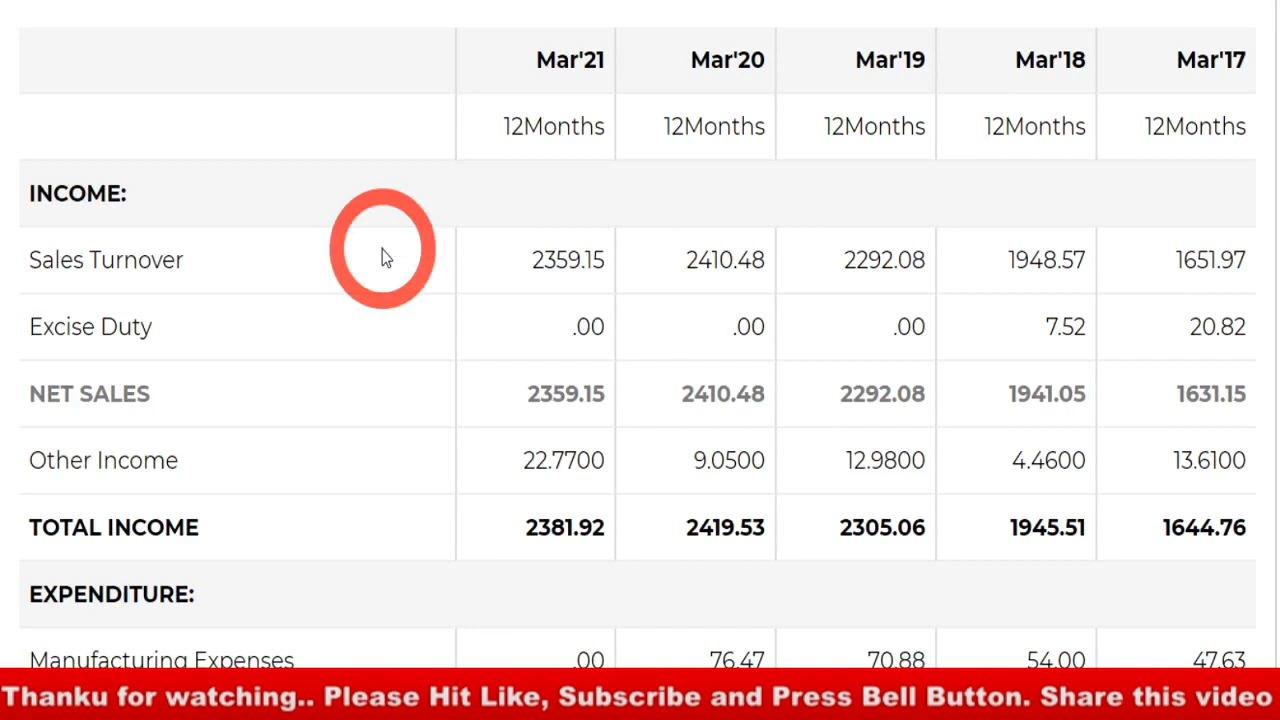 Mar'21 Mar'20 Mar'19 Mar'18 Mar'17
12Months 12Months 12Months 12Months 12Months
INCOME:
Sales Turnover 2359.15 2410.48 2292.08 1948.57 1651.97
Excise Duty .00 .00 .00 7.52 20.82
NET SALES 2359.15 2410.48 2292.08 1941.05 1631.15
Other Income 22.7700 9.0500 12.9800 4.4600 13.6100
TOTAL INCOME 2381.92 2419.53 2305.06 1945.51 1644.76
EXPENDITURE:
Manufacturing Expenses .00 76.47 70.88 54.00 47.63
Thanku for watching.. Please Hit Like, Subscribe and Press Bell Button. Share this video